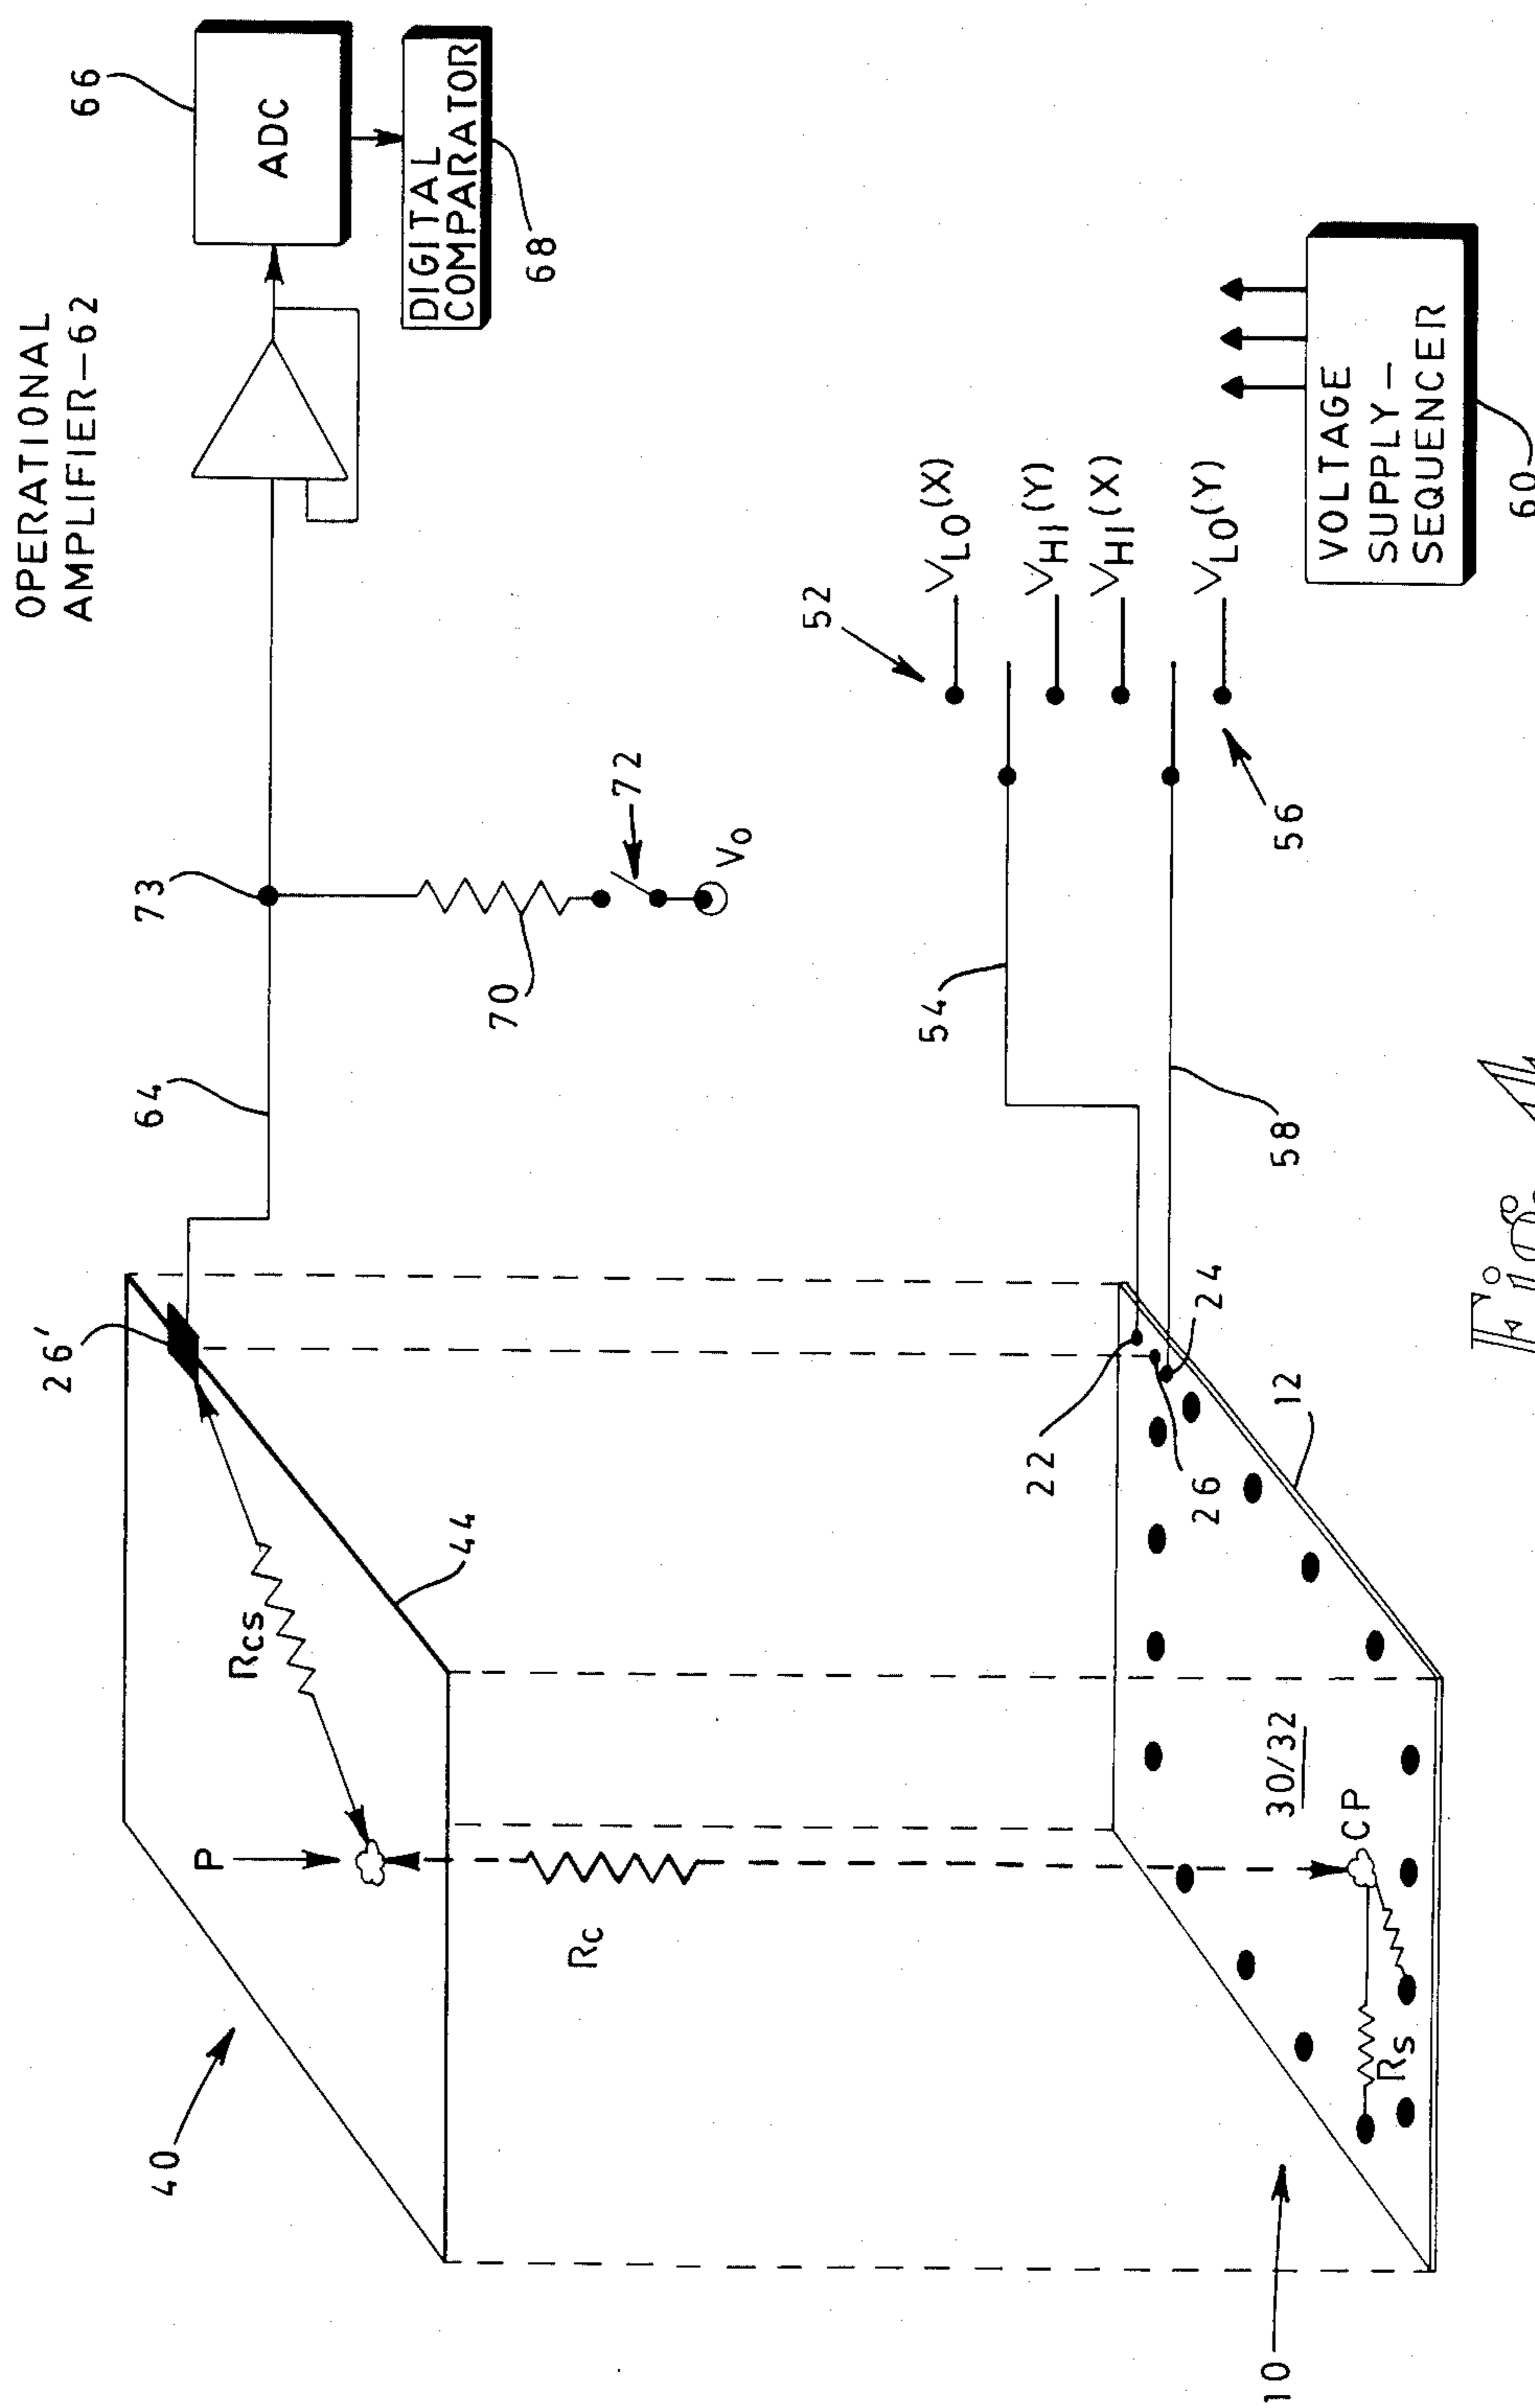 OPERATIONAL
AMPLIFIER-62
66
ADC
DIGITAL
COMPARATOR
68
26'
64
73
72
70
Vo
RCS
44
P
40
RC
52
VLO(X)
VHI(Y)
VHI(X)
VLO(Y)
56
54
58
VOLTAGE
SUPPLY-
SEQUENCER
60
22
26
24
12
30/32
CP
RS
10